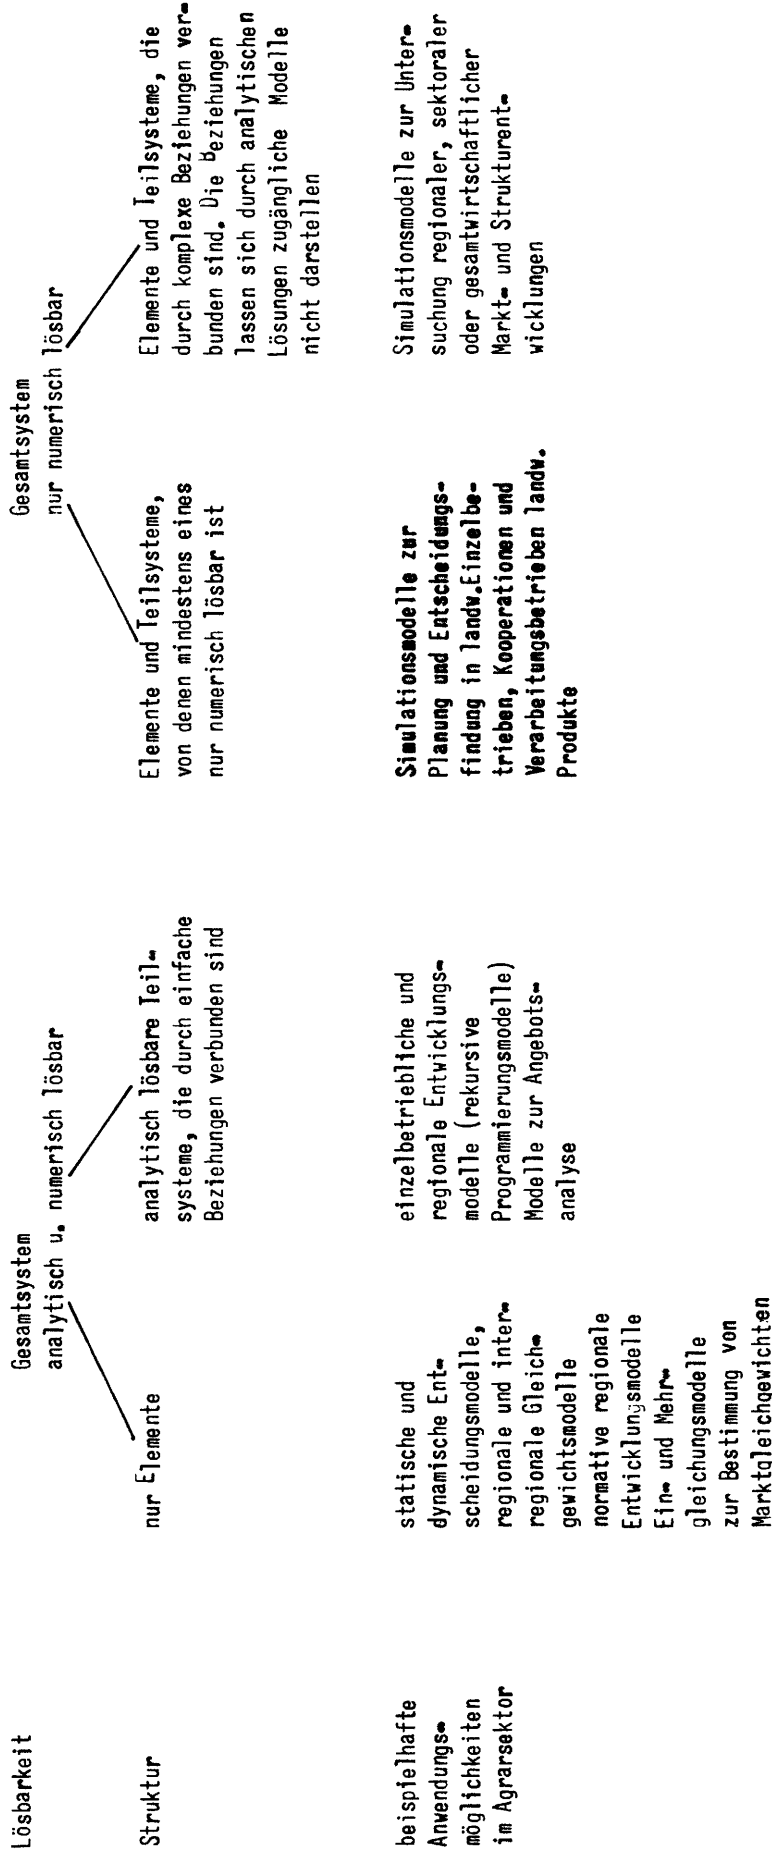 Lösbarkeit
Gesamtsystem
analytisch u. numerisch lösbar
Gesamtsystem
nur numerisch lösbar
Struktur
nur Elemente
analytisch lösbare Teil-
systeme, die durch einfache
Beziehungen verbunden sind
Elemente und Teilsysteme,
von denen mindestens eines
nur numerisch lösbar ist
Elemente und Teilsysteme, die
durch komplexe Beziehungen ver-
bunden sind. Die Beziehungen
lassen sich durch analytischen
Lösungen zugängliche Modelle
nicht darstellen
beispielhafte
Anwendungs-
möglichkeiten
im Agrarsektor
statische und
dynamische Ent-
scheidungsmodelle,
regionale und inter-
regionale Gleich-
gewichtsmodelle
normative regionale
Entwicklungsmodelle
Ein- und Mehr-
gleichungsmodelle
zur Bestimmung von
Marktgleichgewichten
einzelbetriebliche und
regionale Entwicklungs-
modelle (rekursive
Programmierungsmodelle)
Modelle zur Angebots-
analyse
Simulationsmodelle zur
Planung und Entscheidungs-
findung in landw.Einzelbe-
trieben, Kooperationen und
Verarbeitungsbetrieben landw.
Produkte
Simulationsmodelle zur Unter-
suchung regionaler, sektoraler
oder gesamtwirtschaftlicher
Markt- und Strukturent-
wicklungen